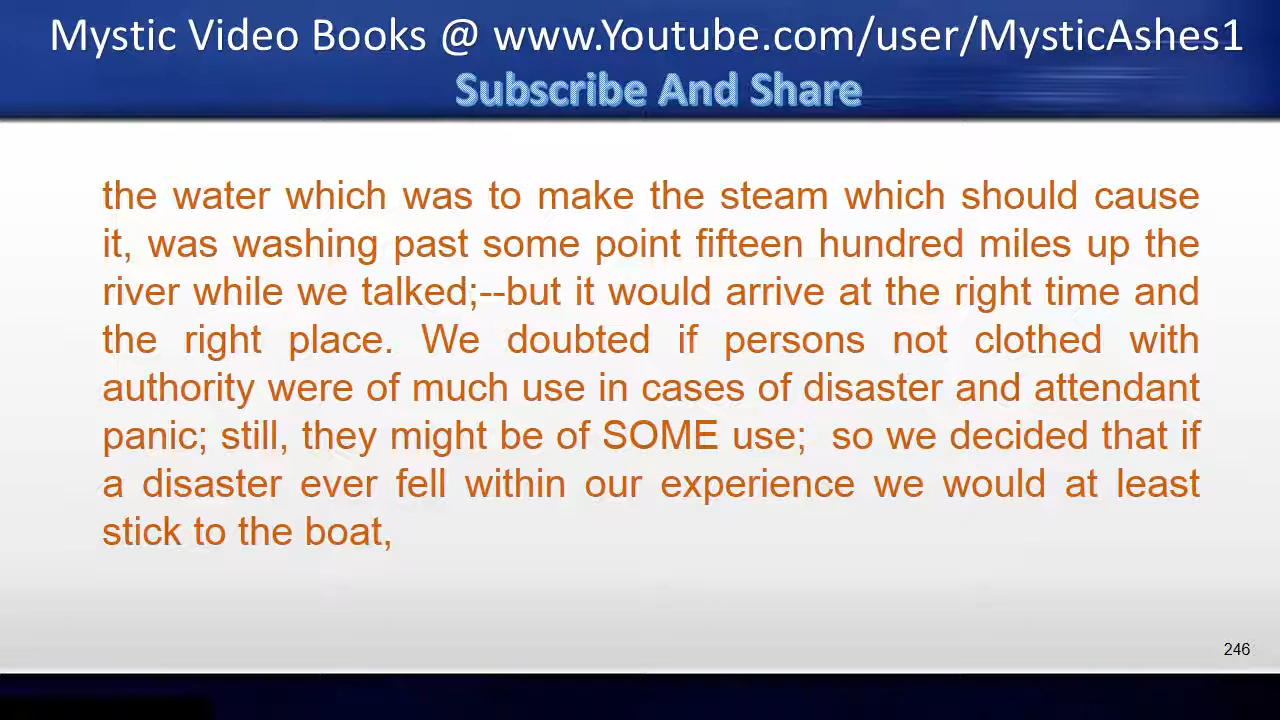 Mystic Video Books @ www.Youtube.com/user/MysticAshes1
Subscribe And Share
the water which was to make the steam which should cause
it, was washing past some point fifteen hundred miles up the
river while we talked;--but it would arrive at the right time and
the right place. We doubted if persons not clothed with
authority were of much use in cases of disaster and attendant
panic; still, they might be of SOME use;  so we decided that if
a disaster ever fell within our experience we would at least
stick to the boat,
246